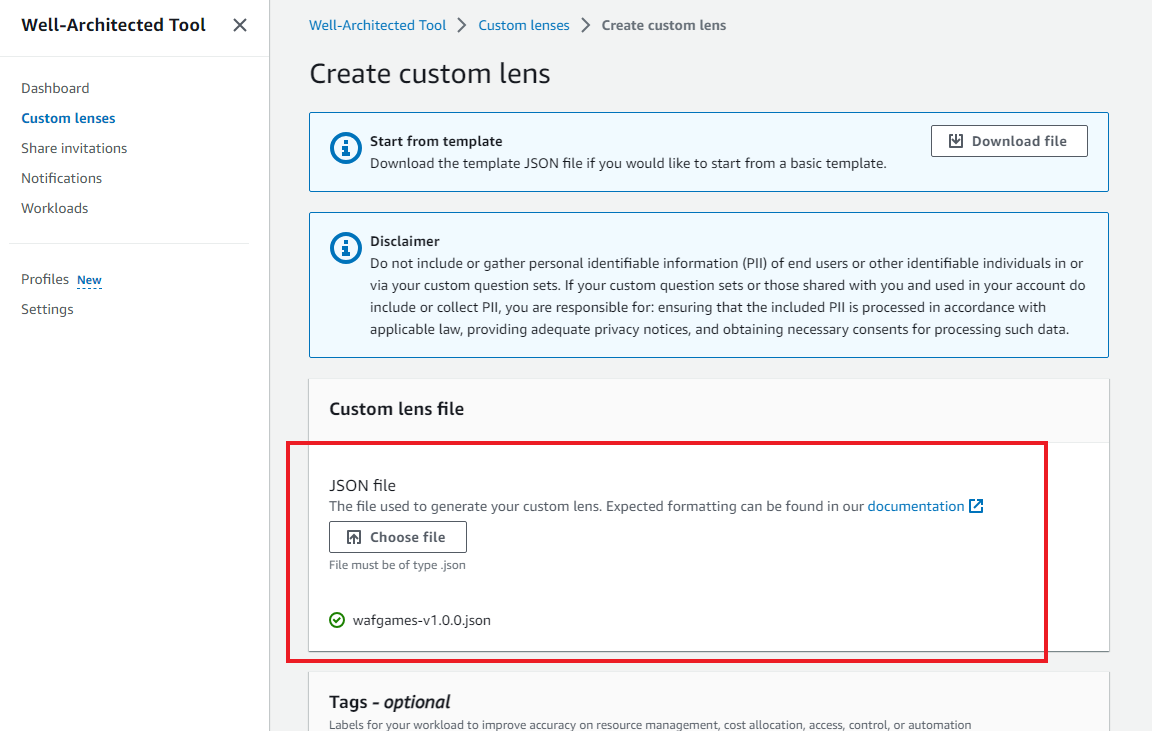 Well-Architected Tool
Dashboard
Custom lenses
Share invitations
Notifications
Workloads
Profiles New
Settings
Well-Architected Tool > Custom lenses > Create custom lens
Create custom lens
Start from template
Download the template JSON file if you would like to start from a basic template.
Download file
Disclaimer
Do not include or gather personal identifiable information (PII) of end users or other identifiable individuals in or
via your custom question sets. If your custom question sets or those shared with you and used in your account do
include or collect PII, you are responsible for: ensuring that the included PII is processed in accordance with
applicable law, providing adequate privacy notices, and obtaining necessary consents for processing such data.
Custom lens file
JSON file
The file used to generate your custom lens. Expected formatting can be found in our documentation
Choose file
File must be of type .json
wafgames-v1.0.0.json
Tags - optional
Labels for your workload to improve accuracy on resource management, cost allocation, access, control, or automation